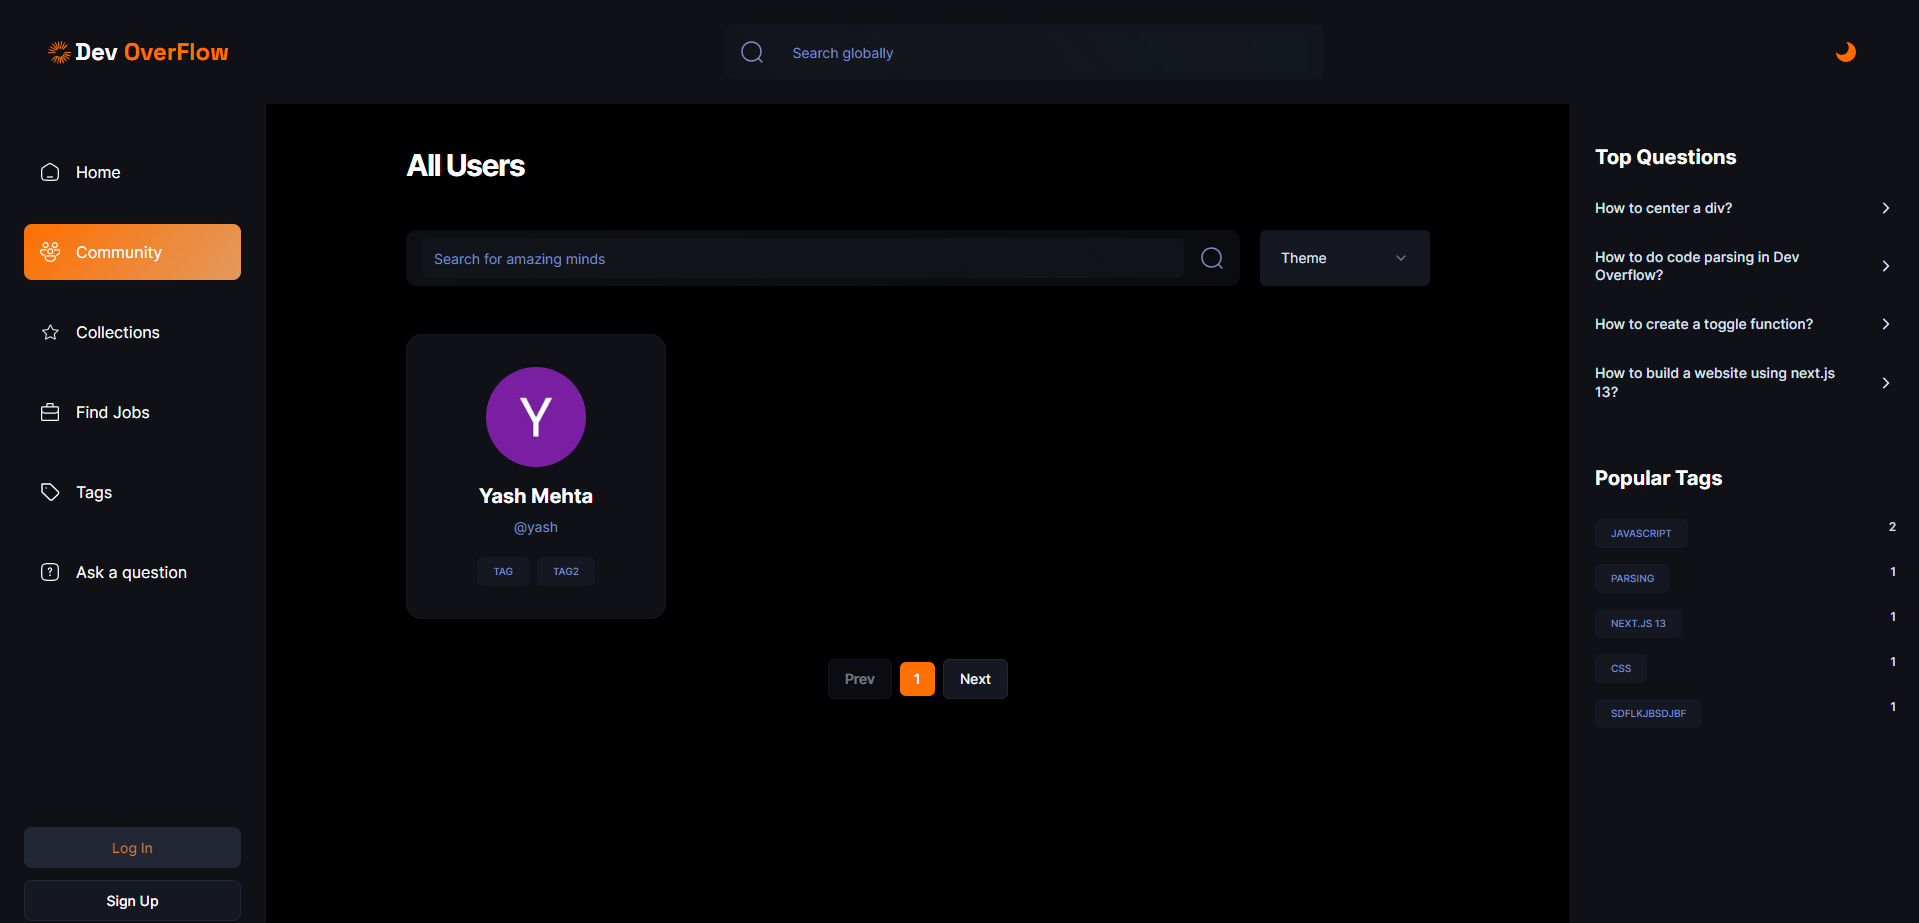 Dev OverFlow
Search globally
Home
Community
Collections
Find Jobs
Tags
Ask a question
Log In
Sign Up
All Users
Search for amazing minds
Theme
Y
Yash Mehta
@yash
TAG TAG2
Prev 1 Next
Top Questions
How to center a div?
How to do code parsing in Dev
Overflow?
How to create a toggle function?
How to build a website using next.js
13?
Popular Tags
JAVASCRIPT 2
PARSING 1
NEXT.JS 13 1
CSS 1
SDFLKJBSDJBF 1